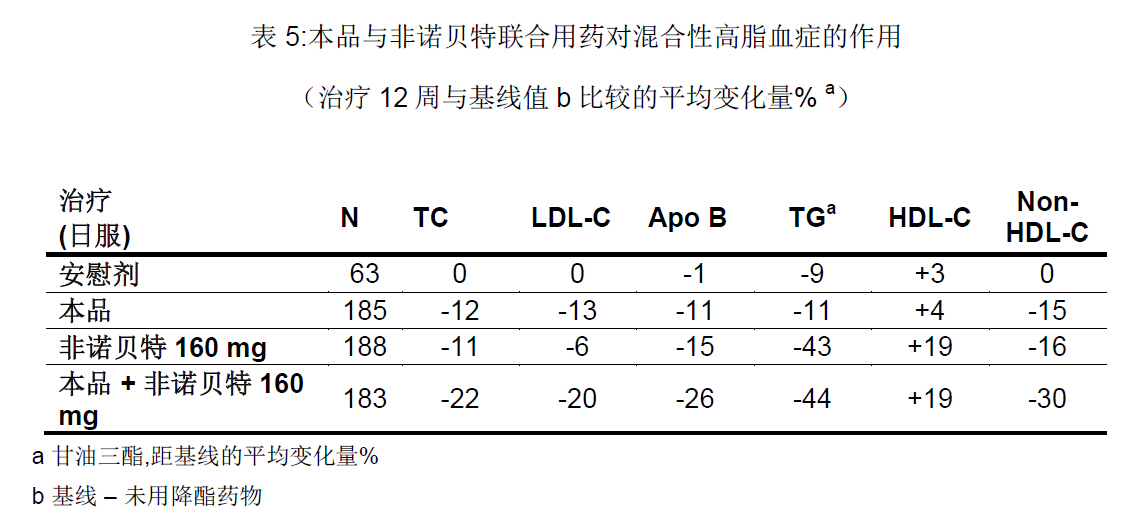 表 5:本品与非诺贝特联合用药对混合性高脂血症的作用
（治疗 12 周与基线值 b 比较的平均变化量% a）
治疗 (日服) N TC LDL-C Apo B TGa HDL-C Non-HDL-C
安慰剂 63 0 0 -1 -9 +3 0
本品 185 -12 -13 -11 -11 +4 -15
非诺贝特 160 mg 188 -11 -6 -15 -43 +19 -16
本品 + 非诺贝特 160 mg 183 -22 -20 -26 -44 +19 -30
a 甘油三酯,距基线的平均变化量%
b 基线 – 未用降酯药物